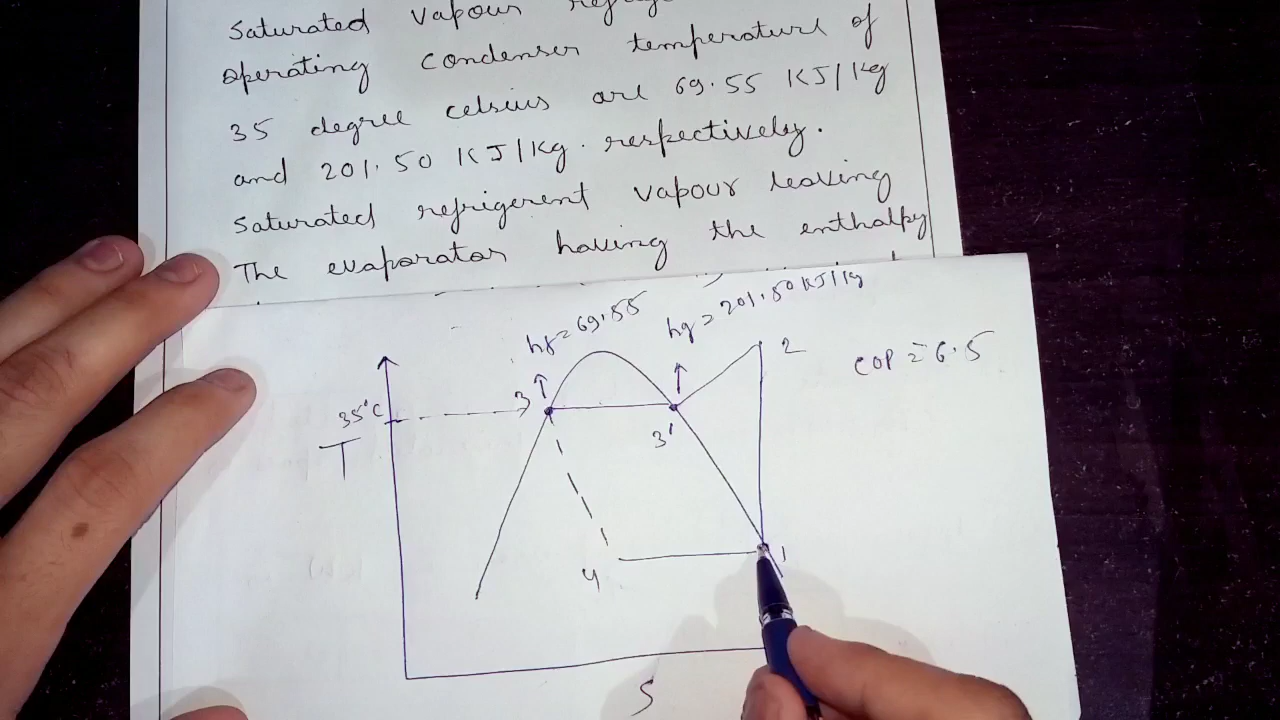 Saturated vapour
operating condenser temperature of
35 degree celsius are 69.55 KJ/Kg
and 201.50 KJ/Kg. respectively.
saturated refrigerent vapour leaving
The evaporator having the enthalpy
hf = 69.55
hg = 201.50 KJ/Kg
2
COP = 6.5
3
35°C
3'
T
1
4
S